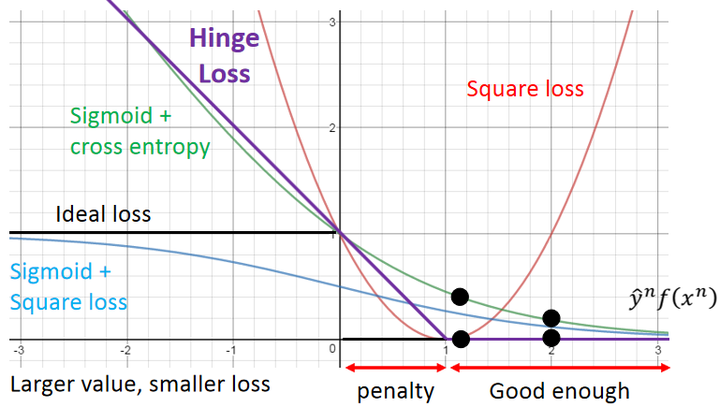 3
Hinge
Loss
Square loss
Sigmoid +
cross entropy
2
Ideal loss
1
Sigmoid +
Square loss
ŷⁿf(xⁿ)
-3 -2 -1 0 1 2 3
Larger value, smaller loss
penalty
Good enough